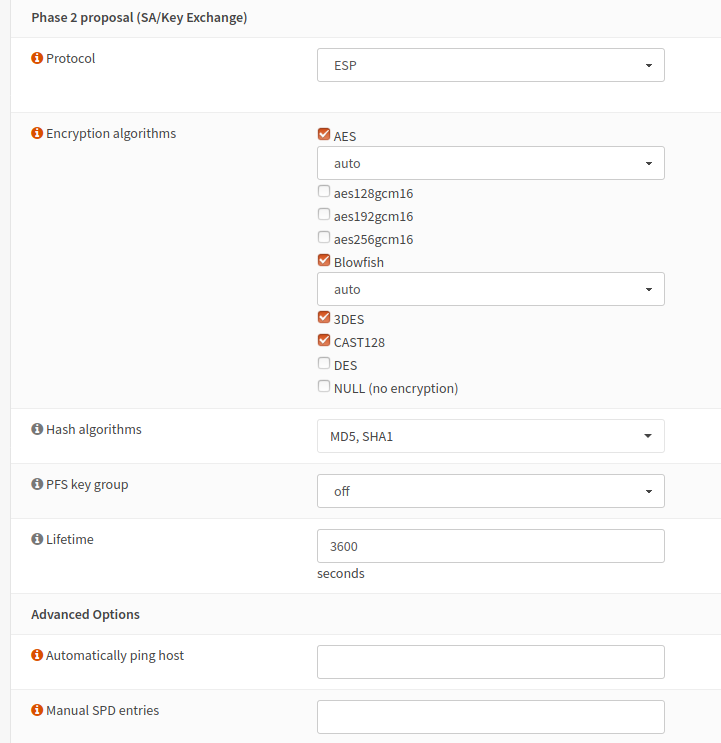 Phase 2 proposal (SA/Key Exchange)
Protocol
ESP
Encryption algorithms
AES
auto
aes128gcm16
aes192gcm16
aes256gcm16
Blowfish
auto
3DES
CAST128
DES
NULL (no encryption)
Hash algorithms
MD5, SHA1
PFS key group
off
Lifetime
3600
seconds
Advanced Options
Automatically ping host
Manual SPD entries